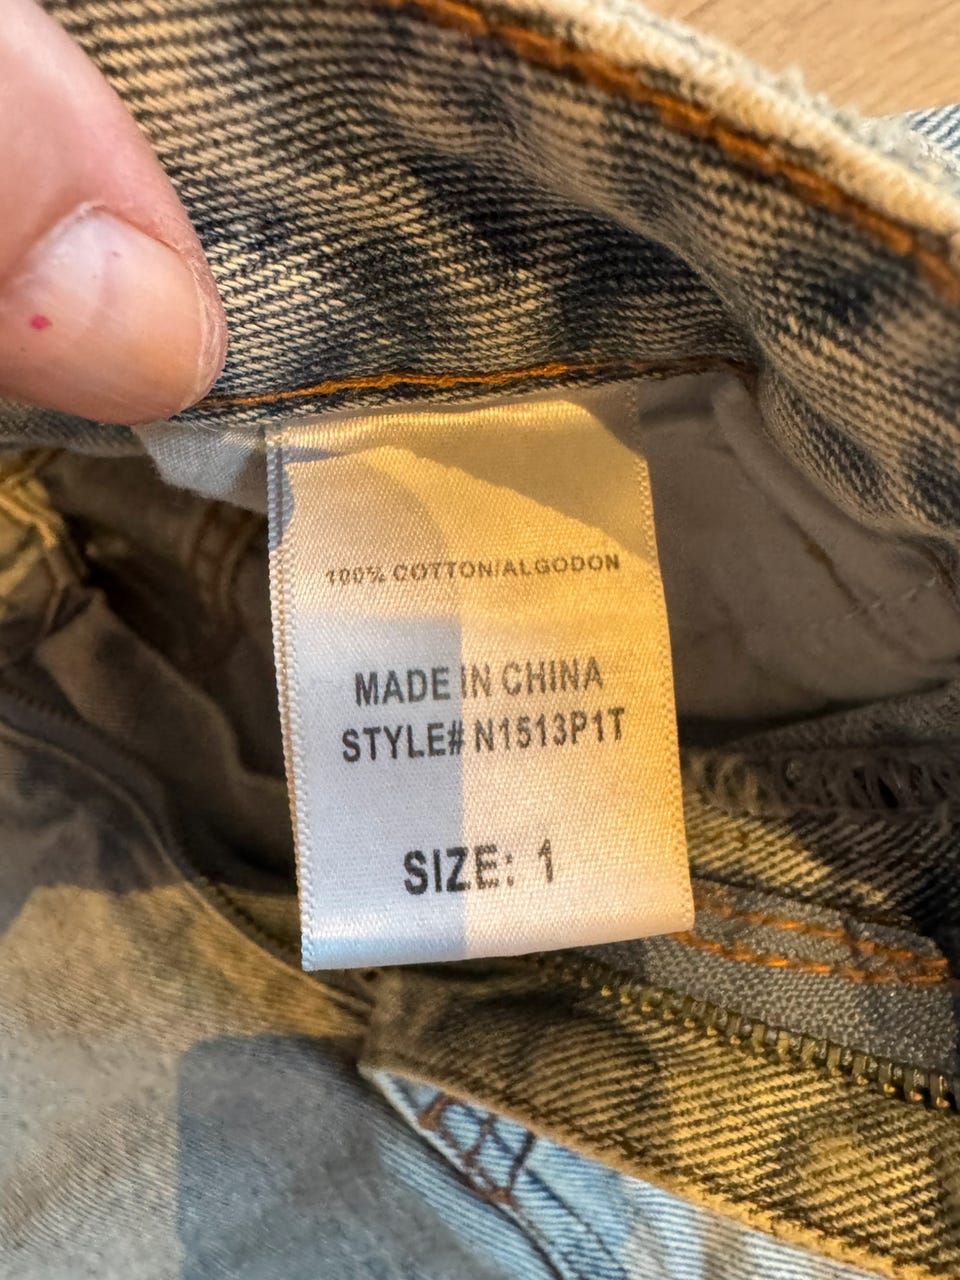 100% COTTON/ALGODON
MADE IN CHINA
STYLE# N1513P1T
SIZE: 1